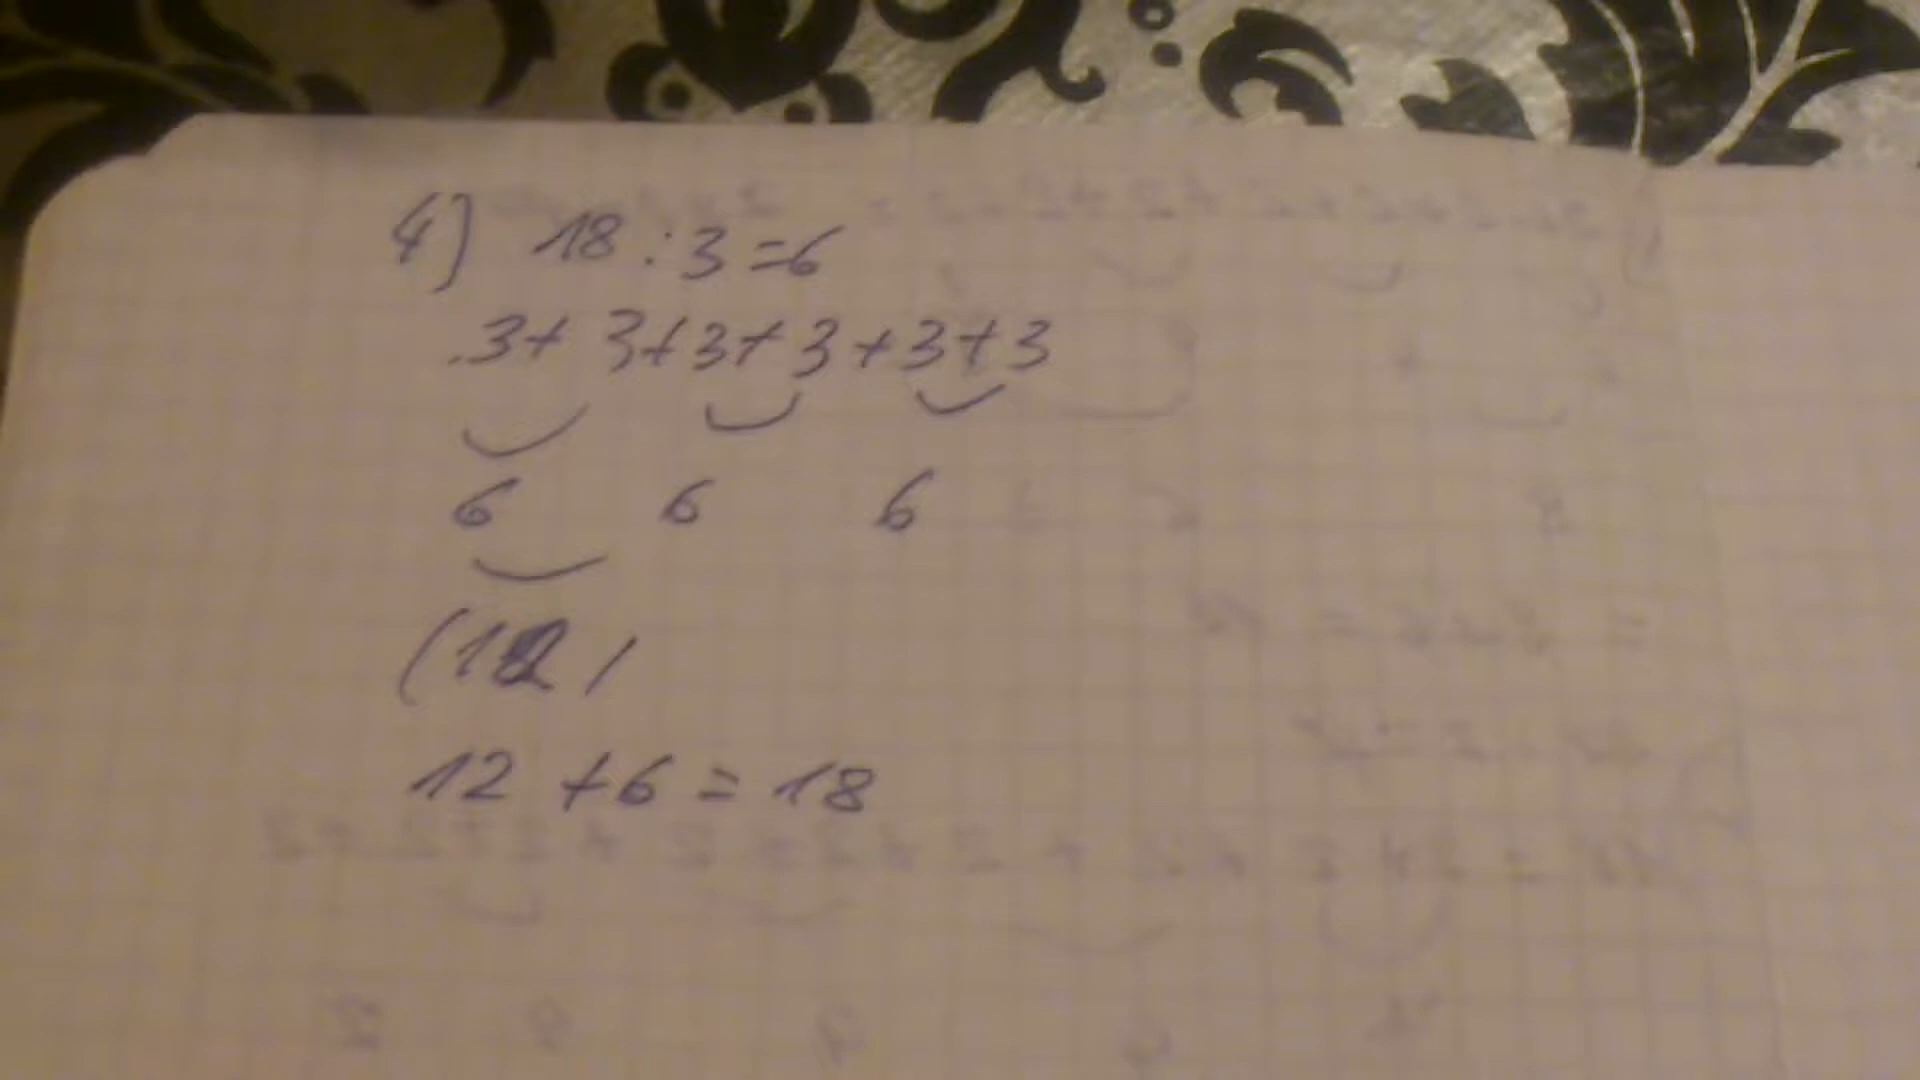 4) 18 : 3 = 6
3 + 3 + 3 + 3 + 3 + 3
6 6 6
(12)
12 + 6 = 18